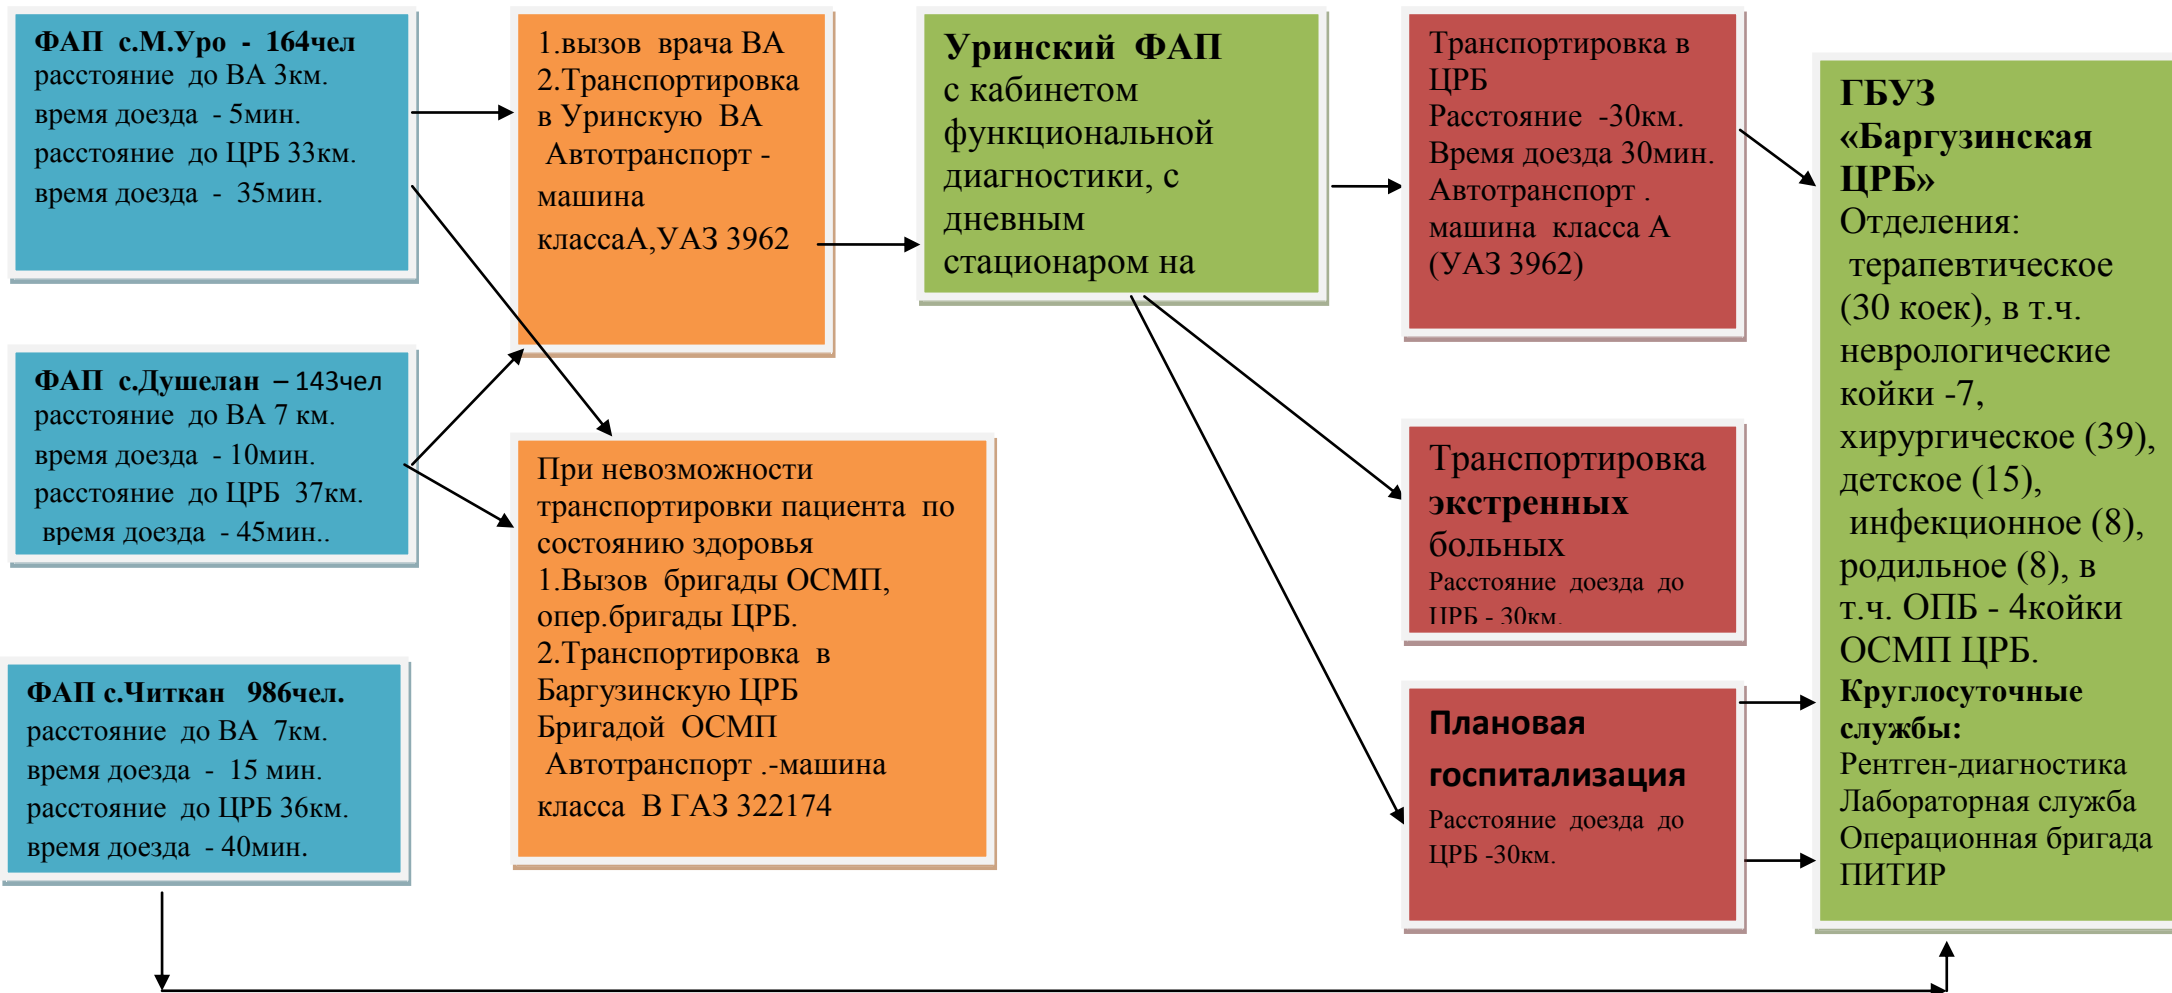 ФАП с.М.Уро - 164чел
расстояние до ВА 3км.
время доезда - 5мин.
расстояние до ЦРБ 33км.
время доезда - 35мин.
ФАП с.Душелан – 143чел
расстояние до ВА 7 км.
время доезда - 10мин.
расстояние до ЦРБ 37км.
время доезда - 45мин..
ФАП с.Читкан 986чел.
расстояние до ВА 7км.
время доезда - 15 мин.
расстояние до ЦРБ 36км.
время доезда - 40мин.
1.вызов врача ВА
2.Транспортировка
в Уринскую ВА
Автотранспорт -
машина
классаА,УАЗ 3962
При невозможности
транспортировки пациента по
состоянию здоровья
1.Вызов бригады ОСМП,
опер.бригады ЦРБ.
2.Транспортировка в
Баргузинскую ЦРБ
Бригадой ОСМП
Автотранспорт .-машина
класса В ГАЗ 322174
Уринский ФАП
с кабинетом
функциональной
диагностики, с
дневным
стационаром на
Транспортировка в
ЦРБ
Расстояние -30км.
Время доезда 30мин.
Автотранспорт .
машина класса А
(УАЗ 3962)
Транспортировка
экстренных
больных
Расстояние доезда до
ЦРБ - 30км.
Плановая
госпитализация
Расстояние доезда до
ЦРБ -30км.
ГБУЗ
«Баргузинская
ЦРБ»
Отделения:
терапевтическое
(30 коек), в т.ч.
неврологические
койки -7,
хирургическое (39),
детское (15),
инфекционное (8),
родильное (8), в
т.ч. ОПБ - 4койки
ОСМП ЦРБ.
Круглосуточные
службы:
Рентген-диагностика
Лабораторная служба
Операционная бригада
ПИТИР